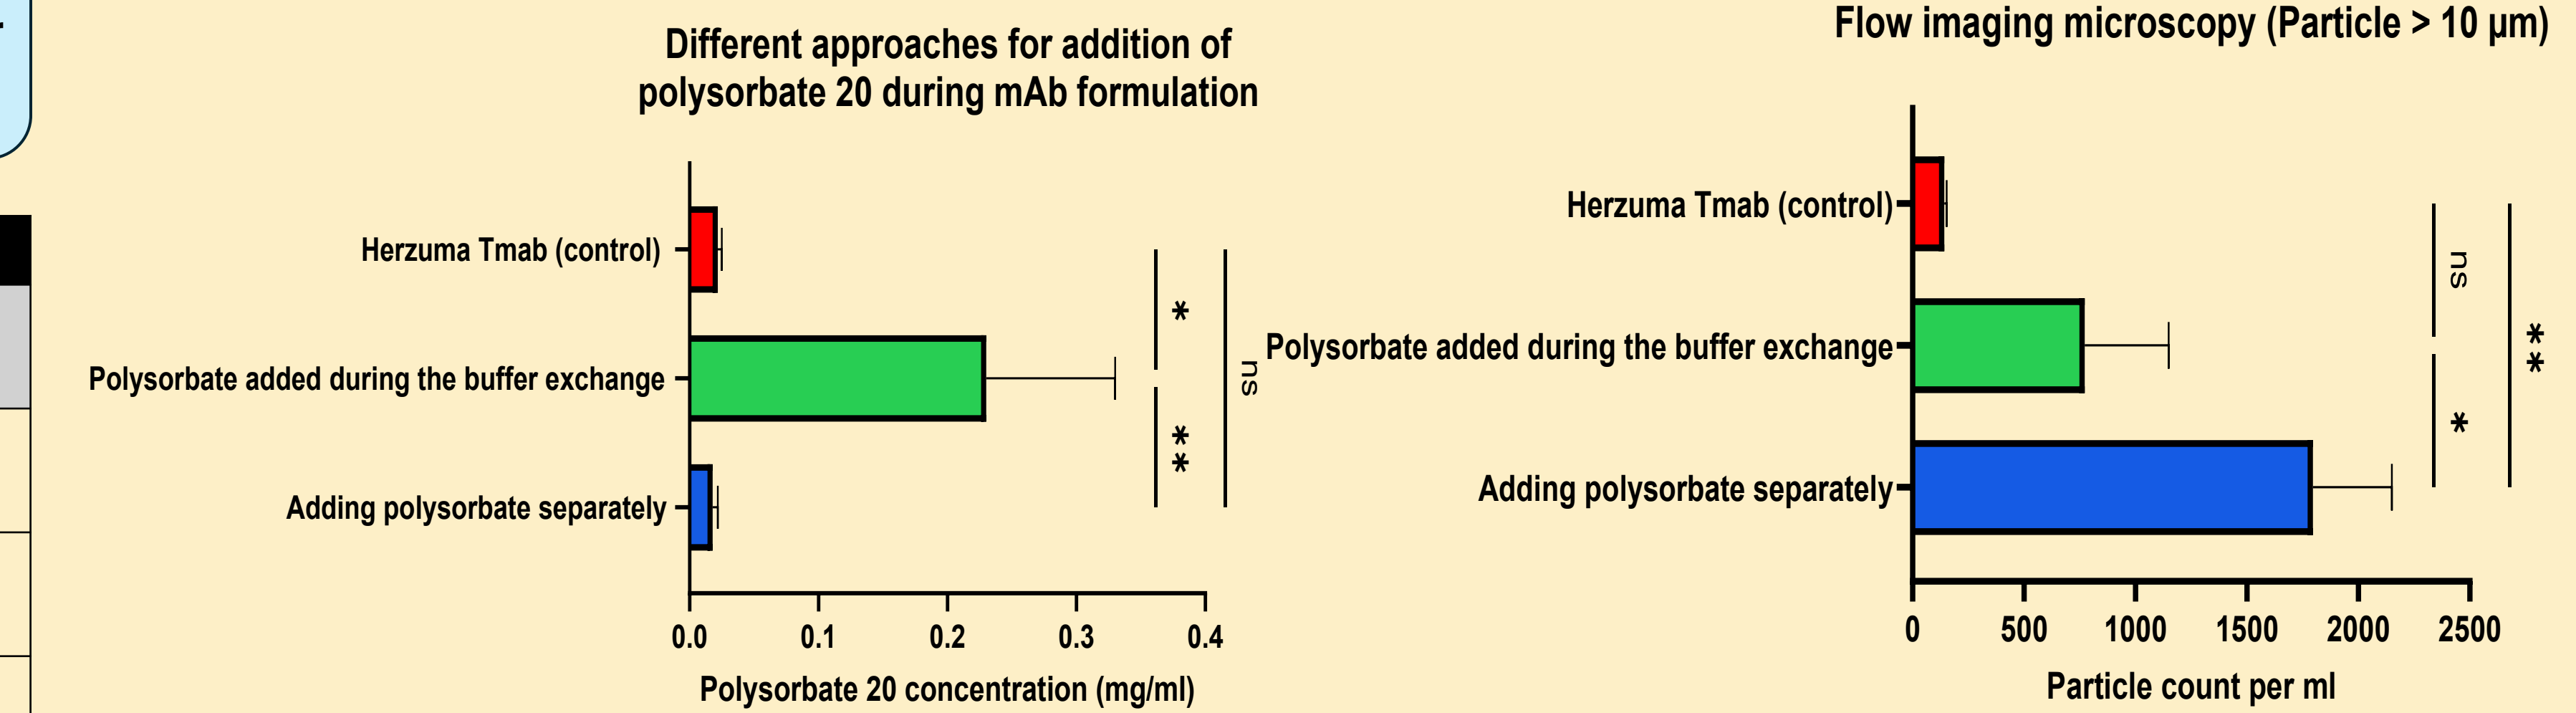 Different approaches for addition of
polysorbate 20 during mAb formulation
Herzuma Tmab (control)
Polysorbate added during the buffer exchange
Adding polysorbate separately
*
**
ns
0.0 0.1 0.2 0.3 0.4
Polysorbate 20 concentration (mg/ml)
Flow imaging microscopy (Particle > 10 µm)
Herzuma Tmab (control)
Polysorbate added during the buffer exchange
Adding polysorbate separately
ns
*
**
0 500 1000 1500 2000 2500
Particle count per ml